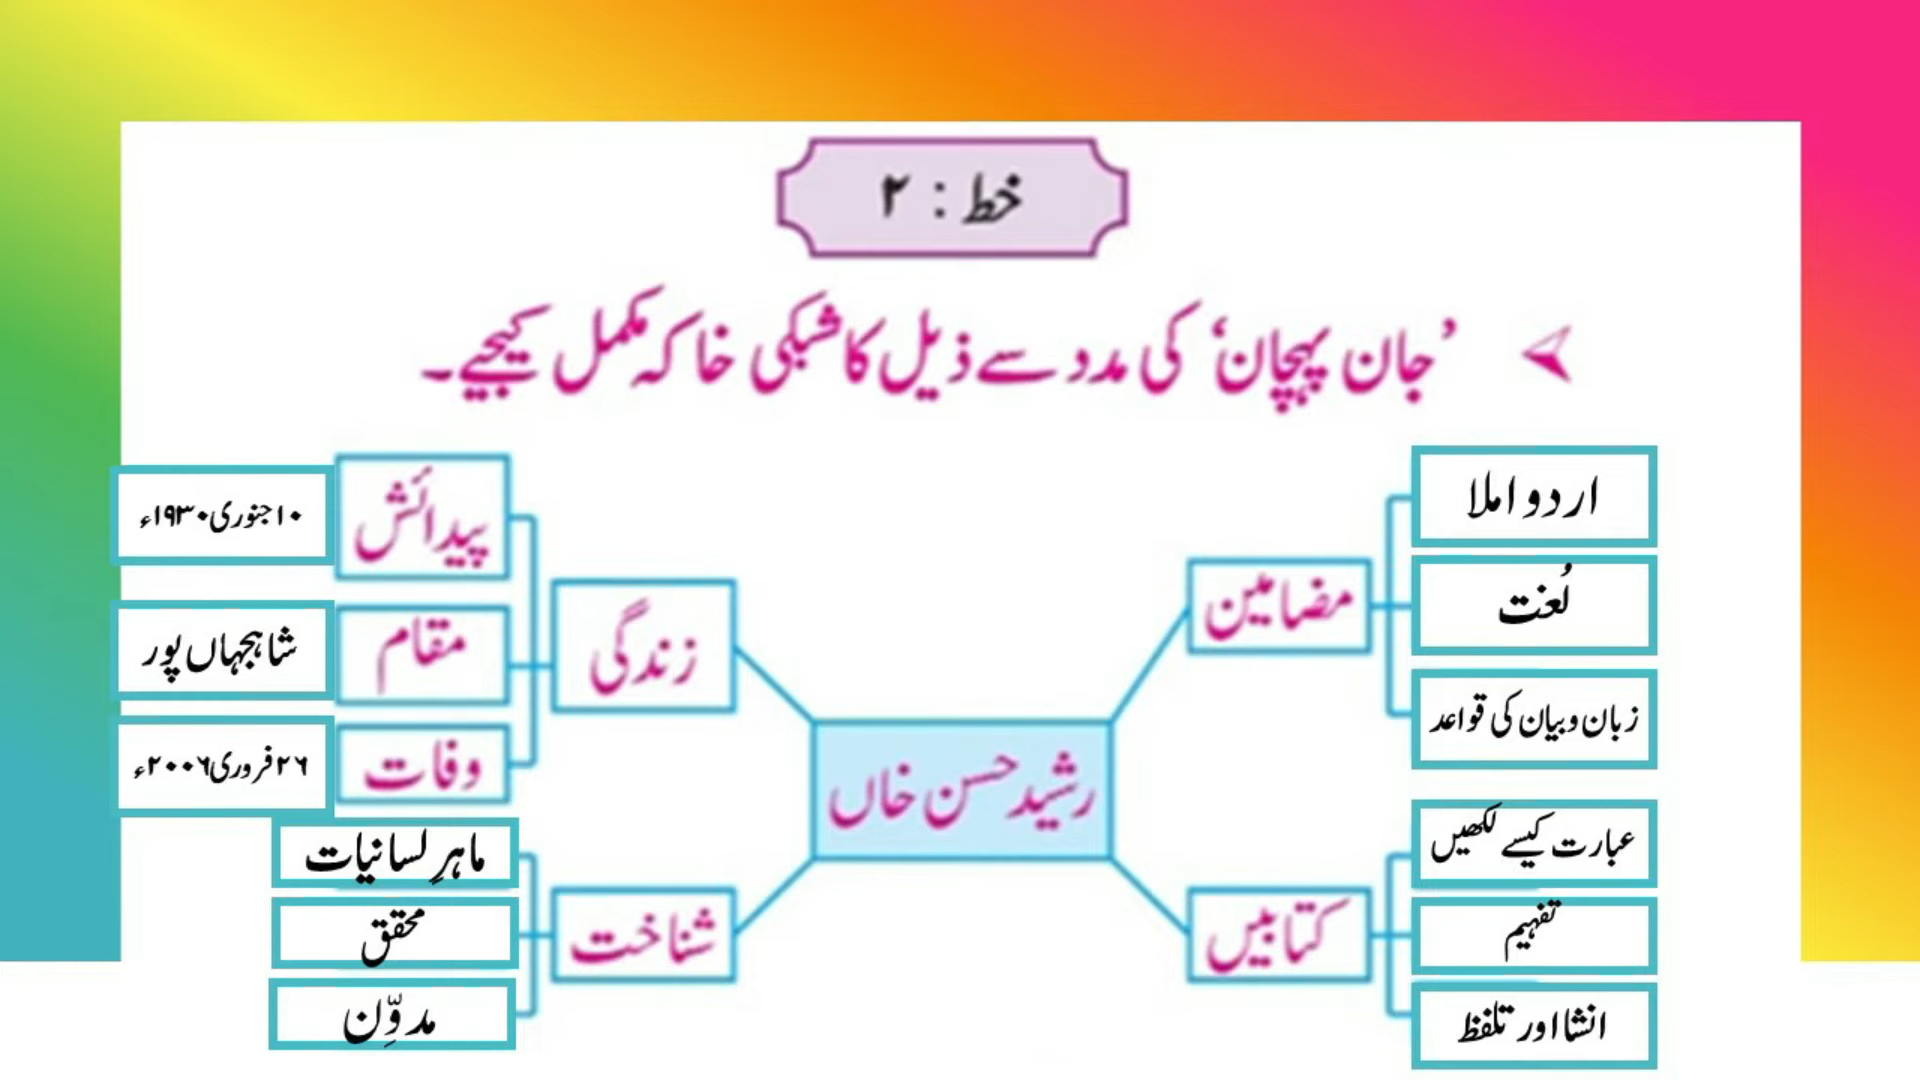 خط : ۲
’جان پہچان‘ کی مدد سے ذیل کا شبکی خاکہ مکمل کیجیے۔
رشید حسن خاں
مضامین
اردو املا
لُغت
زبان و بیان کی قواعد
کتابیں
عبارت کیسے لکھیں
تفہیم
انشا اور تلفظ
زندگی
پیدائش
۱۰ جنوری ۱۹۳۰ء
مقام
شاہجہاں پور
وفات
۲۶ فروری ۲۰۰۶ء
شناخت
ماہرِ لسانیات
محقق
مدوِّن